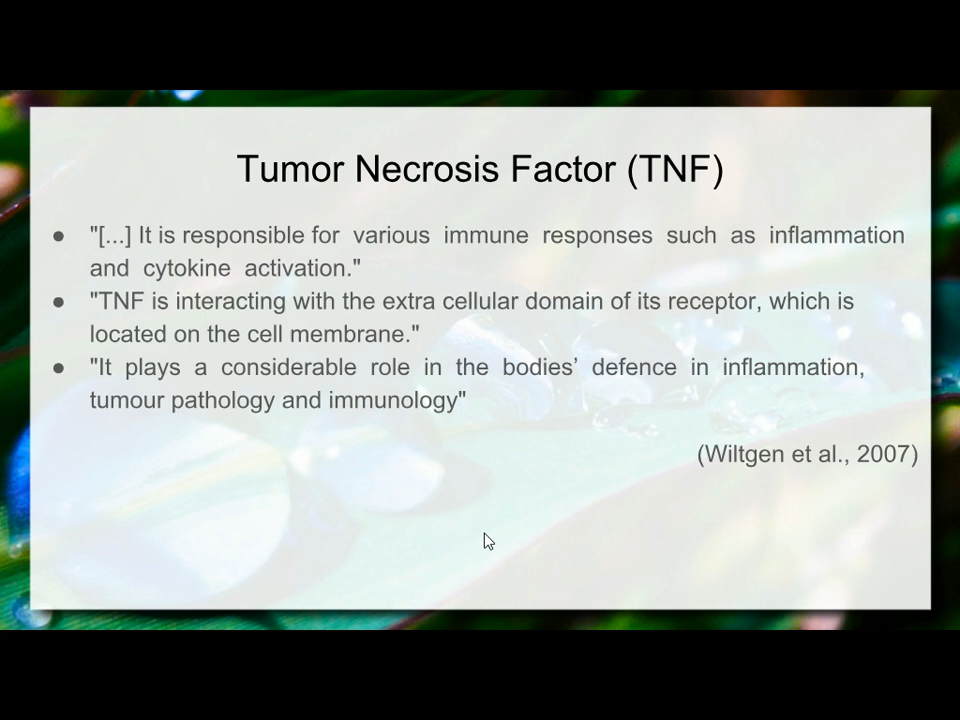 Tumor Necrosis Factor (TNF)
● "[...] It is responsible for various immune responses such as inflammation
and cytokine activation."
● "TNF is interacting with the extra cellular domain of its receptor, which is
located on the cell membrane."
● "It plays a considerable role in the bodies’ defence in inflammation,
tumour pathology and immunology"
(Wiltgen et al., 2007)